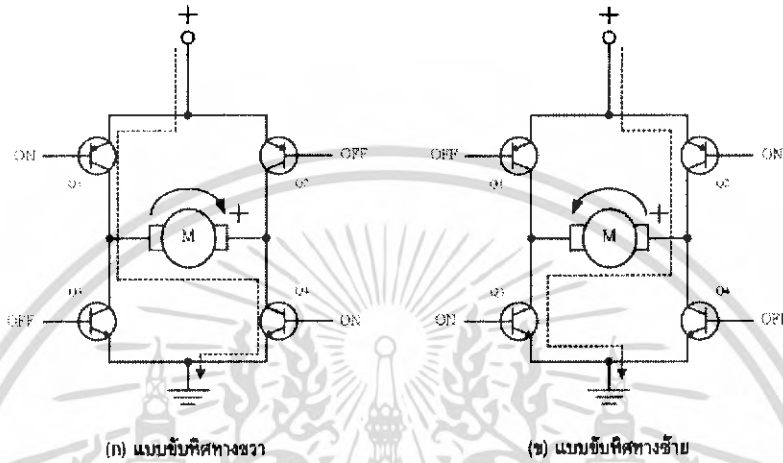 + +
ON Q1 Q2 OFF OFF Q1 Q2 ON
M + M +
OFF Q3 Q4 ON ON Q3 Q4 OFF
(ก) แบบขับทิศทางขวา (ข) แบบขับทิศทางซ้าย